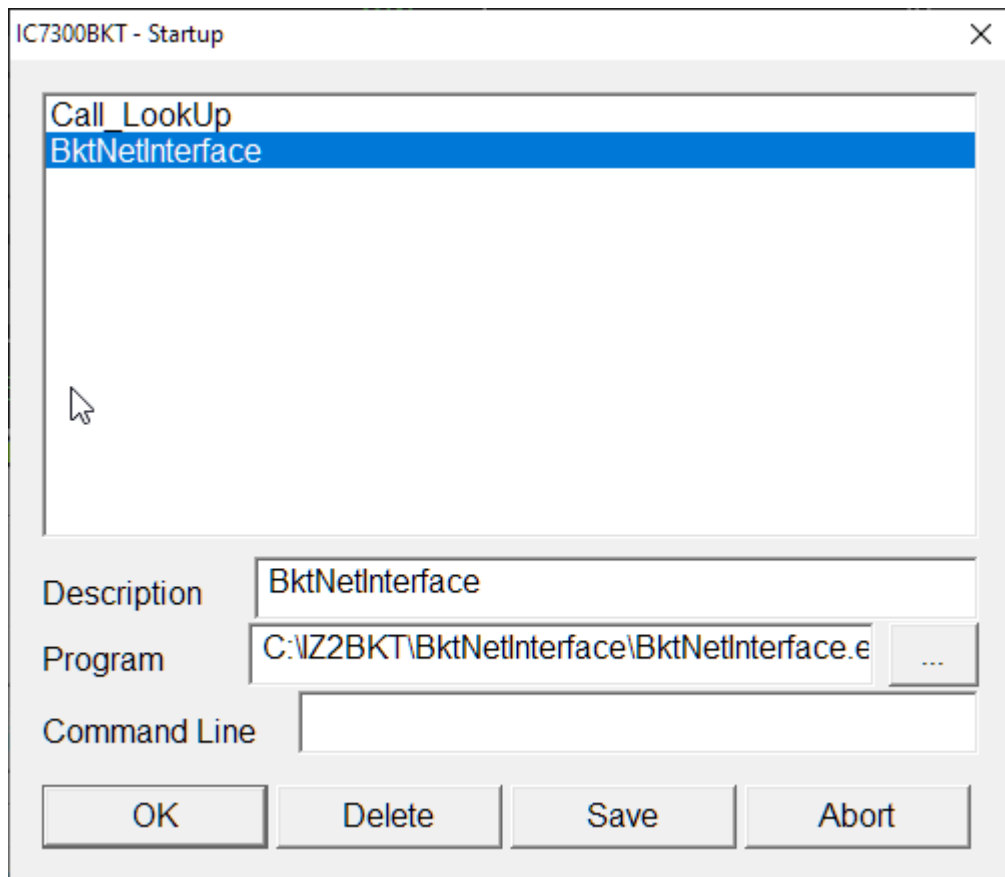 IC7300BKT - Startup
Call_LookUp
BktNetInterface
Description
BktNetInterface
Program
C:\IZ2BKT\BktNetInterface\BktNetInterface.e
...
Command Line
OK
Delete
Save
Abort